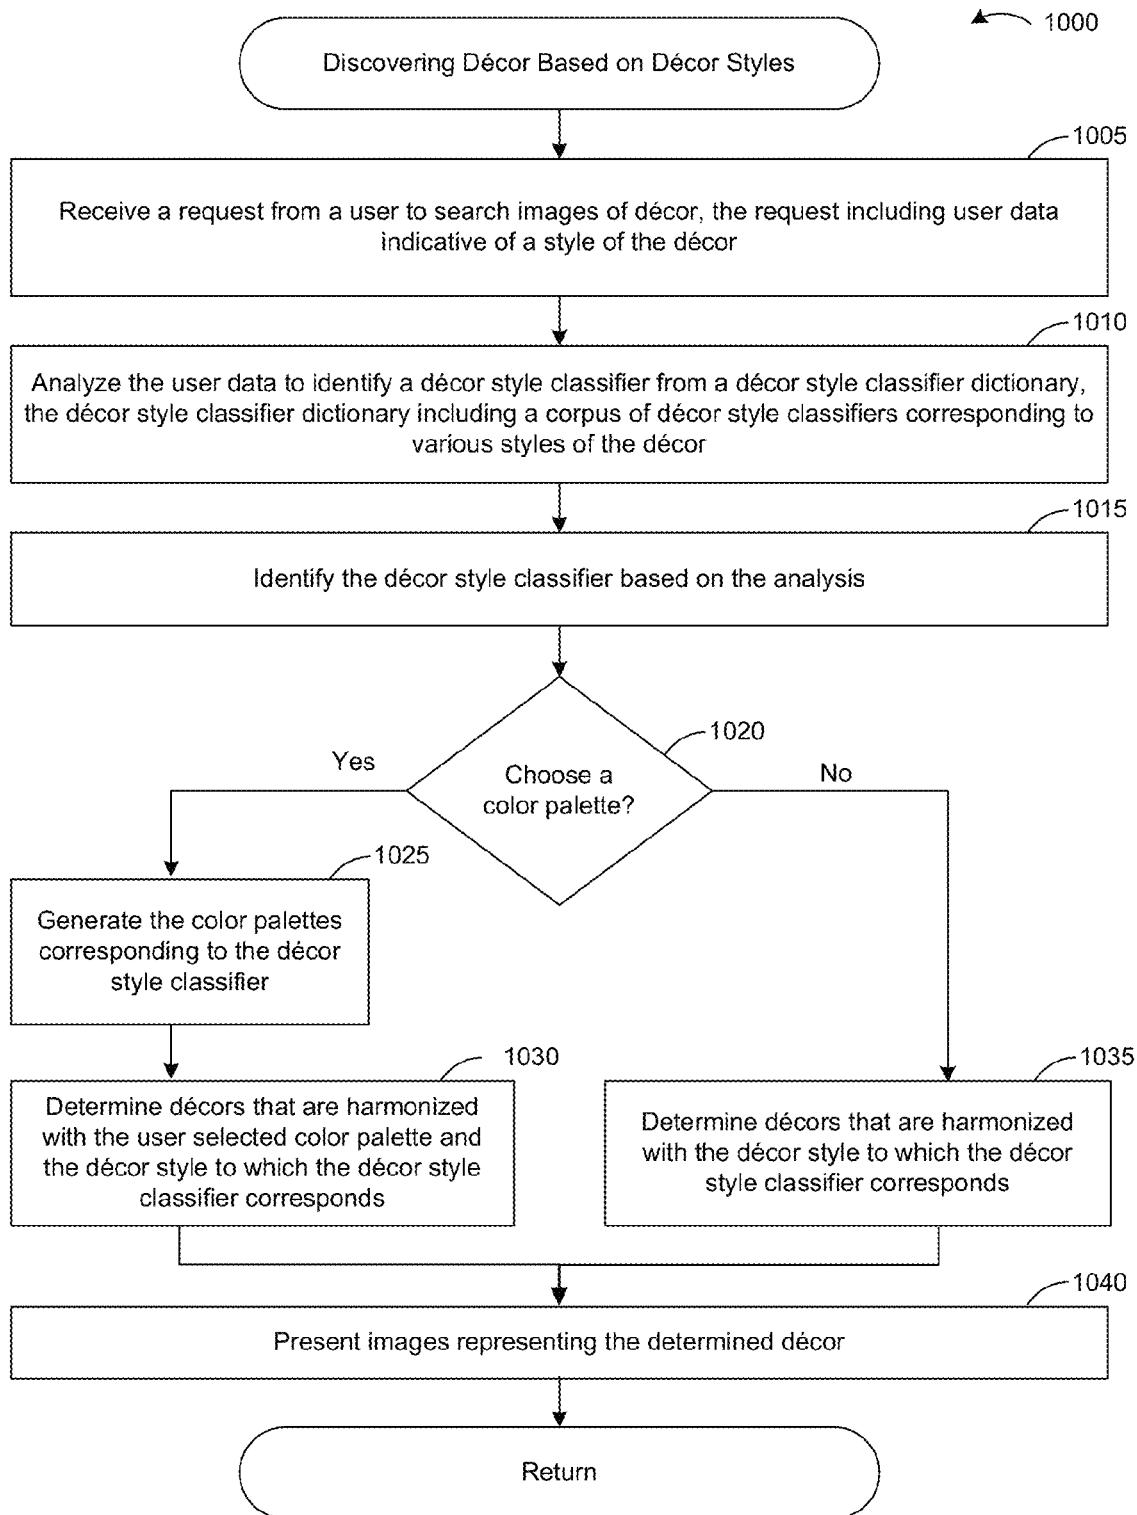 1000
Discovering Décor Based on Décor Styles
1005
Receive a request from a user to search images of décor, the request including user data
indicative of a style of the décor
1010
Analyze the user data to identify a décor style classifier from a décor style classifier dictionary,
the décor style classifier dictionary including a corpus of décor style classifiers corresponding to
various styles of the décor
1015
Identify the décor style classifier based on the analysis
1020
Choose a
color palette?
Yes
No
1025
Generate the color palettes
corresponding to the décor
style classifier
1030
Determine décors that are harmonized
with the user selected color palette and
the décor style to which the décor style
classifier corresponds
1035
Determine décors that are harmonized
with the décor style to which the décor
style classifier corresponds
1040
Present images representing the determined décor
Return